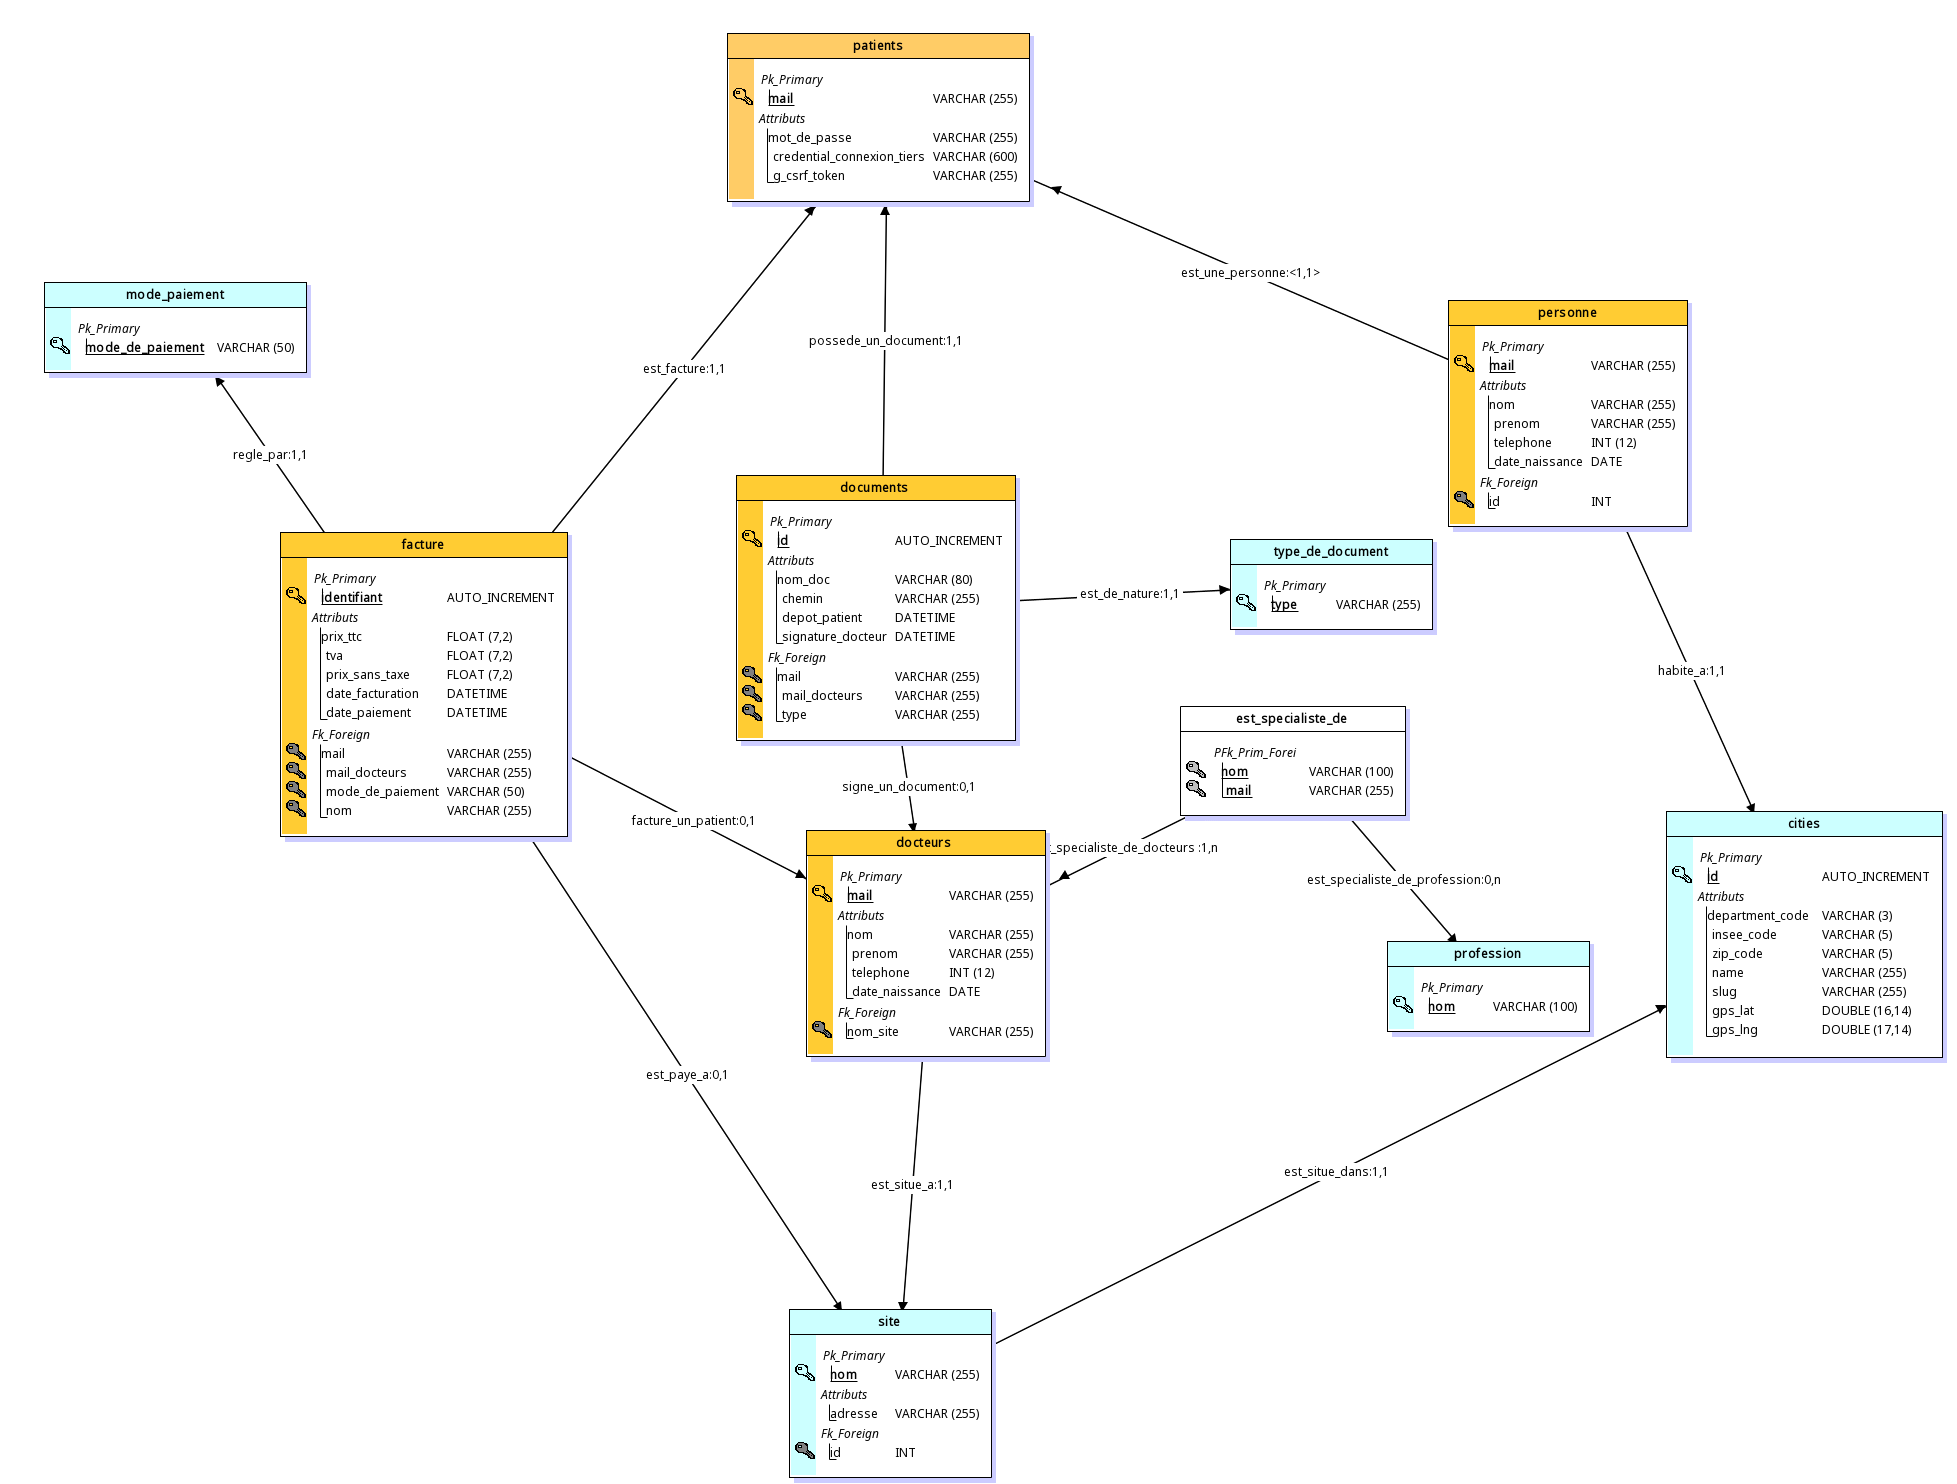 patients
Pk_Primary
mail VARCHAR (255)
Attributs
mot_de_passe VARCHAR (255)
credential_connexion_tiers VARCHAR (600)
g_csrf_token VARCHAR (255)
est_une_personne:<1,1>
mode_paiement
Pk_Primary
mode_de_paiement VARCHAR (50)
personne
Pk_Primary
mail VARCHAR (255)
Attributs
nom VARCHAR (255)
prenom VARCHAR (255)
telephone INT (12)
date_naissance DATE
Fk_Foreign
id INT
possede_un_document:1,1
est_facture:1,1
regle_par:1,1
documents
Pk_Primary
id AUTO_INCREMENT
Attributs
nom_doc VARCHAR (80)
chemin VARCHAR (255)
depot_patient DATETIME
signature_docteur DATETIME
Fk_Foreign
mail VARCHAR (255)
mail_docteurs VARCHAR (255)
type VARCHAR (255)
facture
Pk_Primary
identifiant AUTO_INCREMENT
Attributs
prix_ttc FLOAT (7,2)
tva FLOAT (7,2)
prix_sans_taxe FLOAT (7,2)
date_facturation DATETIME
date_paiement DATETIME
Fk_Foreign
mail VARCHAR (255)
mail_docteurs VARCHAR (255)
mode_de_paiement VARCHAR (50)
nom VARCHAR (255)
type_de_document
Pk_Primary
type VARCHAR (255)
est_de_nature:1,1
habite_a:1,1
est_specialiste_de
PFk_Prim_Forei
nom VARCHAR (100)
mail VARCHAR (255)
signe_un_document:0,1
facture_un_patient:0,1
t_specialiste_de_docteurs :1,n
est_specialiste_de_profession:0,n
docteurs
Pk_Primary
mail VARCHAR (255)
Attributs
nom VARCHAR (255)
prenom VARCHAR (255)
telephone INT (12)
date_naissance DATE
Fk_Foreign
nom_site VARCHAR (255)
cities
Pk_Primary
id AUTO_INCREMENT
Attributs
department_code VARCHAR (3)
insee_code VARCHAR (5)
zip_code VARCHAR (5)
name VARCHAR (255)
slug VARCHAR (255)
gps_lat DOUBLE (16,14)
gps_lng DOUBLE (17,14)
profession
Pk_Primary
nom VARCHAR (100)
est_paye_a:0,1
est_situe_dans:1,1
est_situe_a:1,1
site
Pk_Primary
nom VARCHAR (255)
Attributs
adresse VARCHAR (255)
Fk_Foreign
id INT